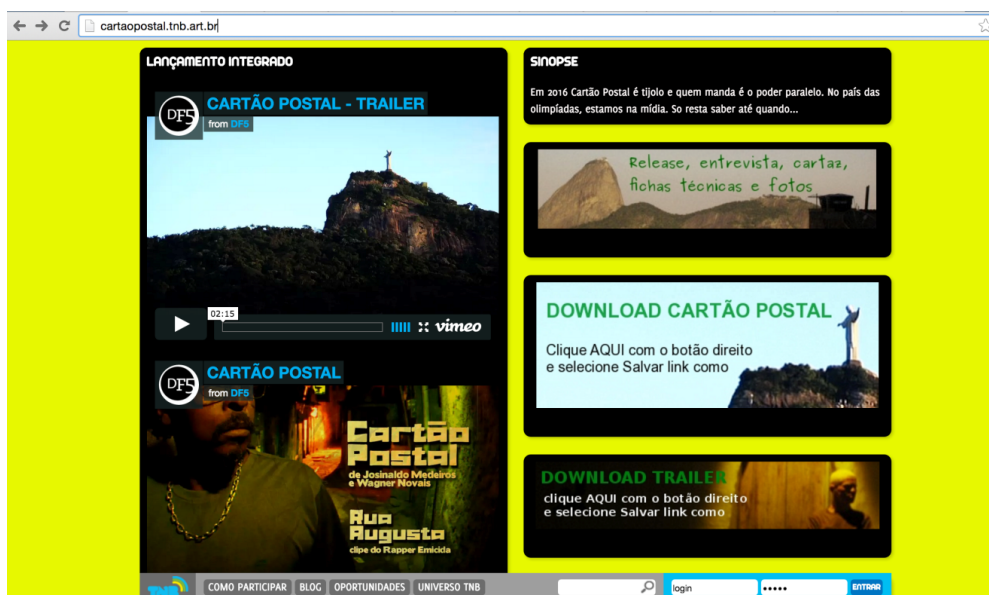 cartaopostal.tnb.art.br
LANÇAMENTO INTEGRADO
DF5
CARTÃO POSTAL - TRAILER
from DF5
02:15
vimeo
DF5
CARTÃO POSTAL
from DF5
Cartão
Postal
de Josinaldo Medeiros
e Wagner Novais
Rua
Augusta
clipe do Rapper Emicida
SINOPSE
Em 2016 Cartão Postal é tijolo e quem manda é o poder paralelo. No país das
olimpíadas, estamos na mídia. So resta saber até quando...
Release, entrevista, cartaz,
fichas técnicas e fotos
DOWNLOAD CARTÃO POSTAL
Clique AQUI com o botão direito
e selecione Salvar link como
DOWNLOAD TRAILER
clique AQUI com o botão direito
e selecione Salvar link como
TNB
COMO PARTICIPAR BLOG OPORTUNIDADES UNIVERSO TNB
login ••••• ENTRAR